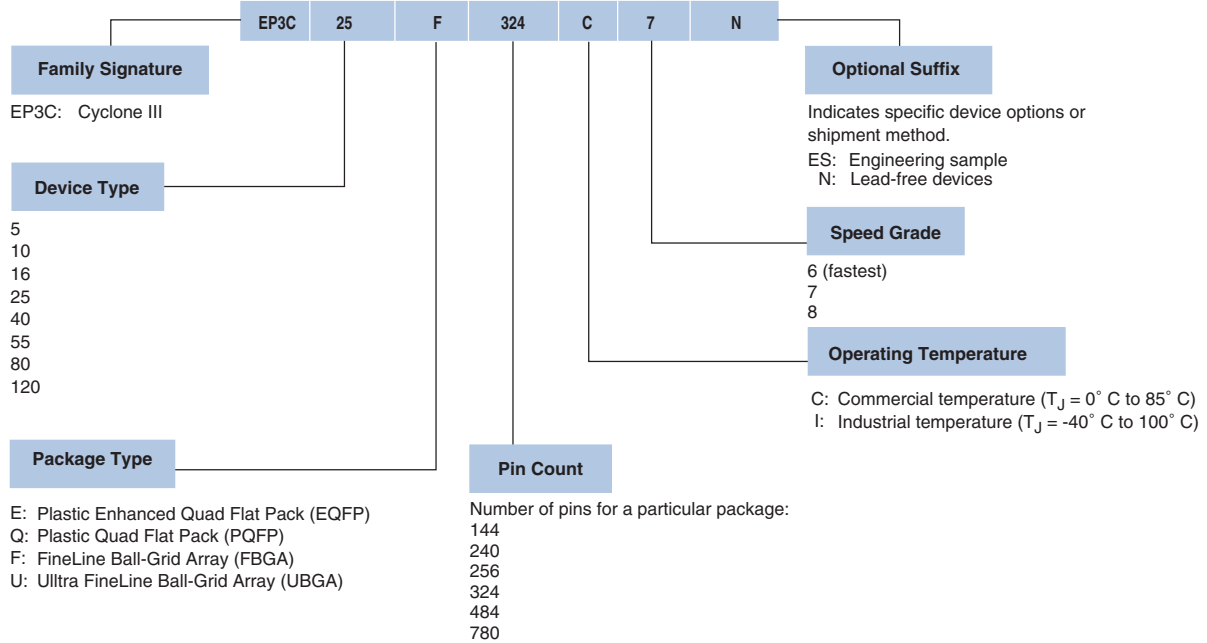 EP3C 25 F 324 C 7 N
Family Signature
EP3C: Cyclone III
Device Type
5
10
16
25
40
55
80
120
Package Type
E: Plastic Enhanced Quad Flat Pack (EQFP)
Q: Plastic Quad Flat Pack (PQFP)
F: FineLine Ball-Grid Array (FBGA)
U: Ulltra FineLine Ball-Grid Array (UBGA)
Pin Count
Number of pins for a particular package:
144
240
256
324
484
780
Optional Suffix
Indicates specific device options or
shipment method.
ES: Engineering sample
N: Lead-free devices
Speed Grade
6 (fastest)
7
8
Operating Temperature
C: Commercial temperature (TJ = 0° C to 85° C)
I: Industrial temperature (TJ = -40° C to 100° C)